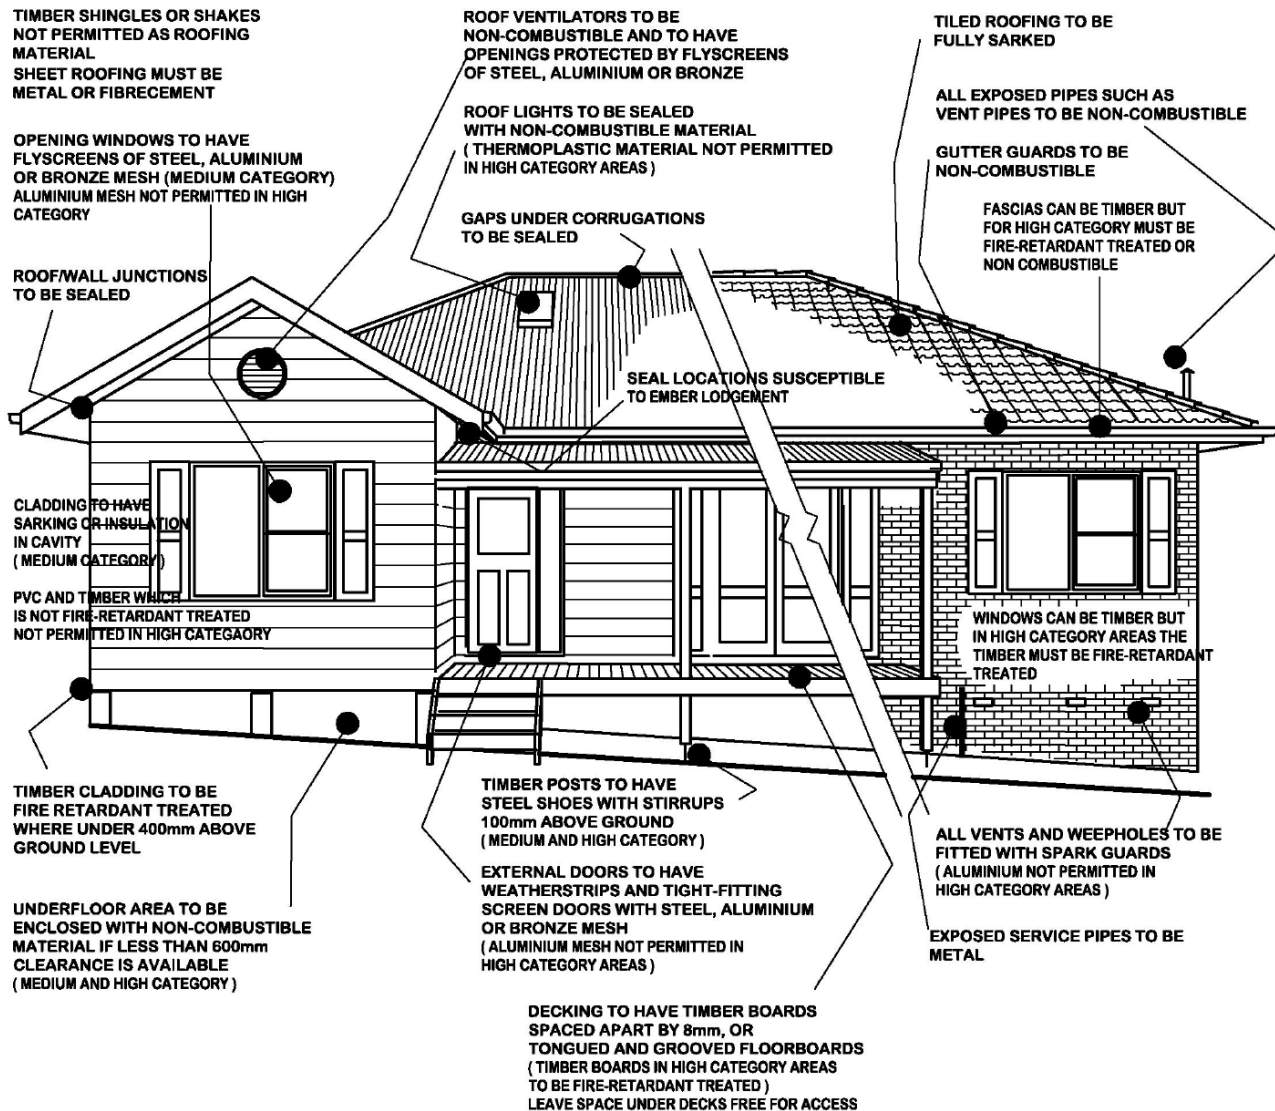 TIMBER SHINGLES OR SHAKES
NOT PERMITTED AS ROOFING
MATERIAL
SHEET ROOFING MUST BE
METAL OR FIBRECEMENT
OPENING WINDOWS TO HAVE
FLYSCREENS OF STEEL, ALUMINIUM
OR BRONZE MESH (MEDIUM CATEGORY)
ALUMINIUM MESH NOT PERMITTED IN HIGH
CATEGORY
ROOF/WALL JUNCTIONS
TO BE SEALED
ROOF VENTILATORS TO BE
NON-COMBUSTIBLE AND TO HAVE
OPENINGS PROTECTED BY FLYSCREENS
OF STEEL, ALUMINIUM OR BRONZE
ROOF LIGHTS TO BE SEALED
WITH NON-COMBUSTIBLE MATERIAL
( THERMOPLASTIC MATERIAL NOT PERMITTED
IN HIGH CATEGORY AREAS )
GAPS UNDER CORRUGATIONS
TO BE SEALED
TILED ROOFING TO BE
FULLY SARKED
ALL EXPOSED PIPES SUCH AS
VENT PIPES TO BE NON-COMBUSTIBLE
GUTTER GUARDS TO BE
NON-COMBUSTIBLE
FASCIAS CAN BE TIMBER BUT
FOR HIGH CATEGORY MUST BE
FIRE-RETARDANT TREATED OR
NON COMBUSTIBLE
SEAL LOCATIONS SUSCEPTIBLE
TO EMBER LODGEMENT
CLADDING TO HAVE
SARKING OR INSULATION
IN CAVITY
( MEDIUM CATEGORY )
PVC AND TIMBER WHICH
IS NOT FIRE-RETARDANT TREATED
NOT PERMITTED IN HIGH CATEGAORY
WINDOWS CAN BE TIMBER BUT
IN HIGH CATEGORY AREAS THE
TIMBER MUST BE FIRE-RETARDANT
TREATED
TIMBER CLADDING TO BE
FIRE RETARDANT TREATED
WHERE UNDER 400mm ABOVE
GROUND LEVEL
UNDERFLOOR AREA TO BE
ENCLOSED WITH NON-COMBUSTIBLE
MATERIAL IF LESS THAN 600mm
CLEARANCE IS AVAILABLE
( MEDIUM AND HIGH CATEGORY )
TIMBER POSTS TO HAVE
STEEL SHOES WITH STIRRUPS
100mm ABOVE GROUND
( MEDIUM AND HIGH CATEGORY )
EXTERNAL DOORS TO HAVE
WEATHERSTRIPS AND TIGHT-FITTING
SCREEN DOORS WITH STEEL, ALUMINIUM
OR BRONZE MESH
( ALUMINIUM MESH NOT PERMITTED IN
HIGH CATEGORY AREAS )
ALL VENTS AND WEEPHOLES TO BE
FITTED WITH SPARK GUARDS
( ALUMINIUM NOT PERMITTED IN
HIGH CATEGORY AREAS )
EXPOSED SERVICE PIPES TO BE
METAL
DECKING TO HAVE TIMBER BOARDS
SPACED APART BY 8mm, OR
TONGUED AND GROOVED FLOORBOARDS
( TIMBER BOARDS IN HIGH CATEGORY AREAS
TO BE FIRE-RETARDANT TREATED )
LEAVE SPACE UNDER DECKS FREE FOR ACCESS